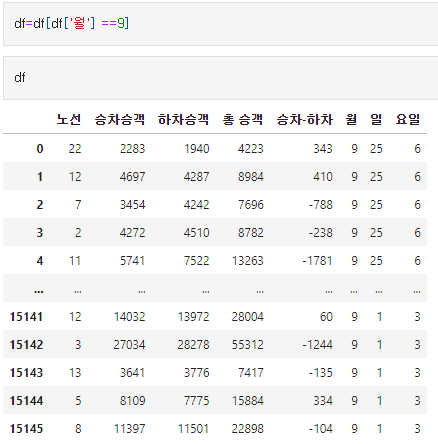 df=df[df['월'] ==9]
df
노선 승차승객 하차승객 총 승객 승차-하차 월 일 요일
0 22 2283 1940 4223 343 9 25 6
1 12 4697 4287 8984 410 9 25 6
2 7 3454 4242 7696 -788 9 25 6
3 2 4272 4510 8782 -238 9 25 6
4 11 5741 7522 13263 -1781 9 25 6
... ... ... ... ... ... ... ... ...
15141 12 14032 13972 28004 60 9 1 3
15142 3 27034 28278 55312 -1244 9 1 3
15143 13 3641 3776 7417 -135 9 1 3
15144 5 8109 7775 15884 334 9 1 3
15145 8 11397 11501 22898 -104 9 1 3